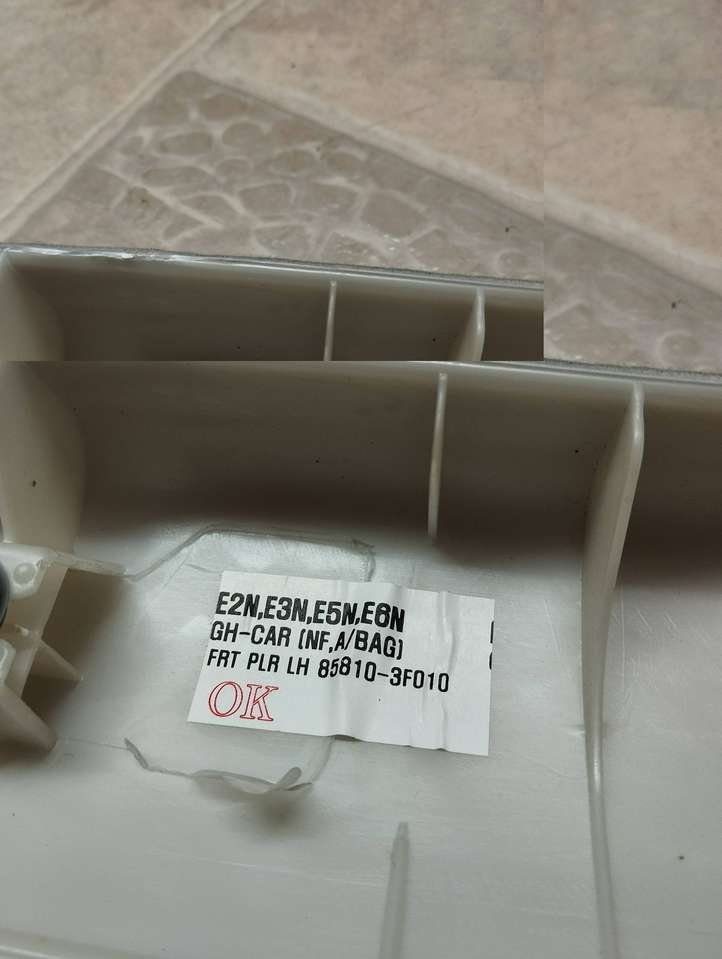 E2N,E3N,E5N,E6N
GH-CAR (NF,A/BAG)
FRT PLR LH 85810-3F010
OK